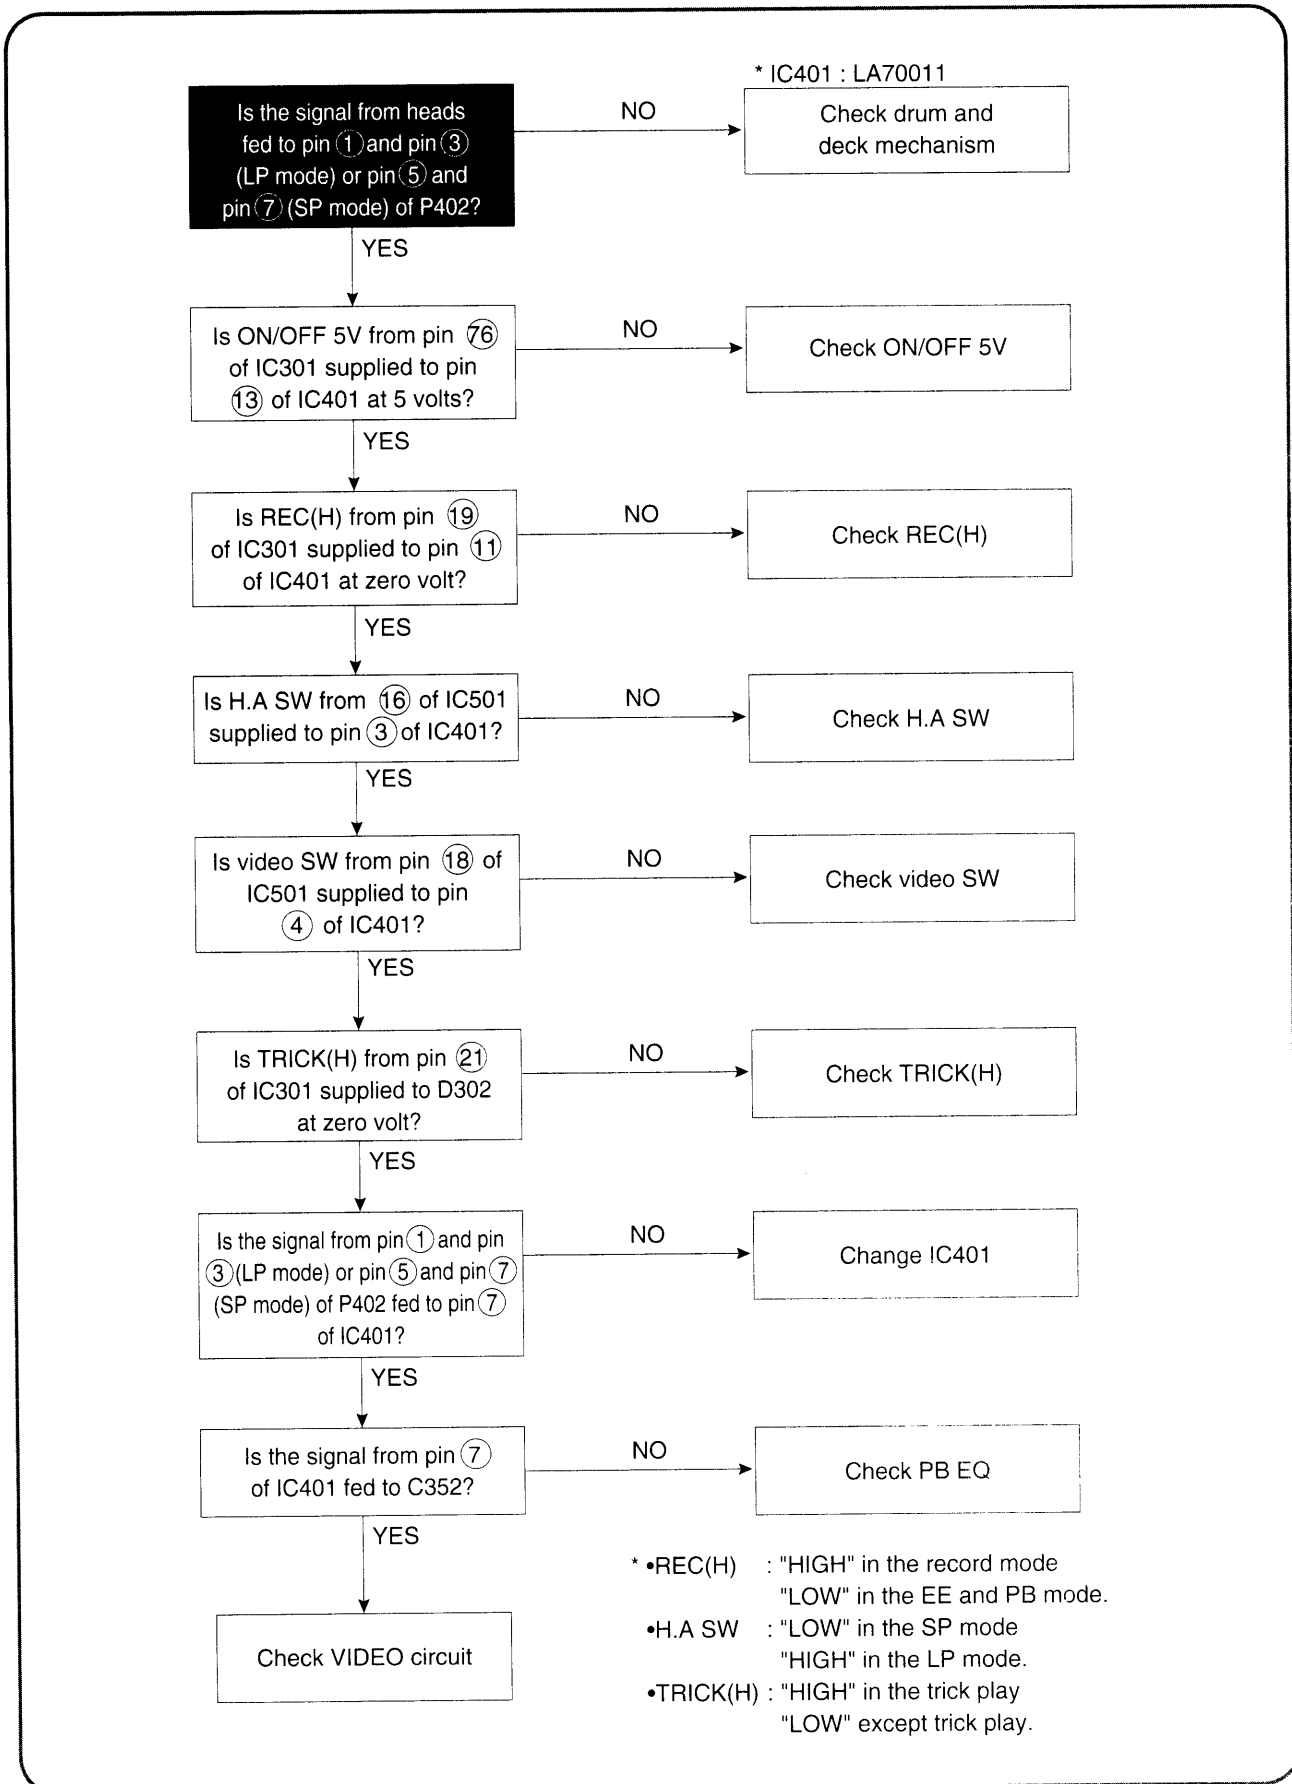 * IC401 : LA70011
Is the signal from heads
fed to pin ① and pin ③
(LP mode) or pin ⑤ and
pin ⑦ (SP mode) of P402?
NO
Check drum and
deck mechanism
YES
Is ON/OFF 5V from pin ㊆
of IC301 supplied to pin
⑬ of IC401 at 5 volts?
NO
Check ON/OFF 5V
YES
Is REC(H) from pin ⑲
of IC301 supplied to pin ⑪
of IC401 at zero volt?
NO
Check REC(H)
YES
Is H.A SW from ⑯ of IC501
supplied to pin ③ of IC401?
NO
Check H.A SW
YES
Is video SW from pin ⑱ of
IC501 supplied to pin
④ of IC401?
NO
Check video SW
YES
Is TRICK(H) from pin ㉑
of IC301 supplied to D302
at zero volt?
NO
Check TRICK(H)
YES
Is the signal from pin ① and pin
③ (LP mode) or pin ⑤ and pin ⑦
(SP mode) of P402 fed to pin ⑦
of IC401?
NO
Change IC401
YES
Is the signal from pin ⑦
of IC401 fed to C352?
NO
Check PB EQ
YES
Check VIDEO circuit
* •REC(H) : "HIGH" in the record mode
"LOW" in the EE and PB mode.
•H.A SW : "LOW" in the SP mode
"HIGH" in the LP mode.
•TRICK(H) : "HIGH" in the trick play
"LOW" except trick play.